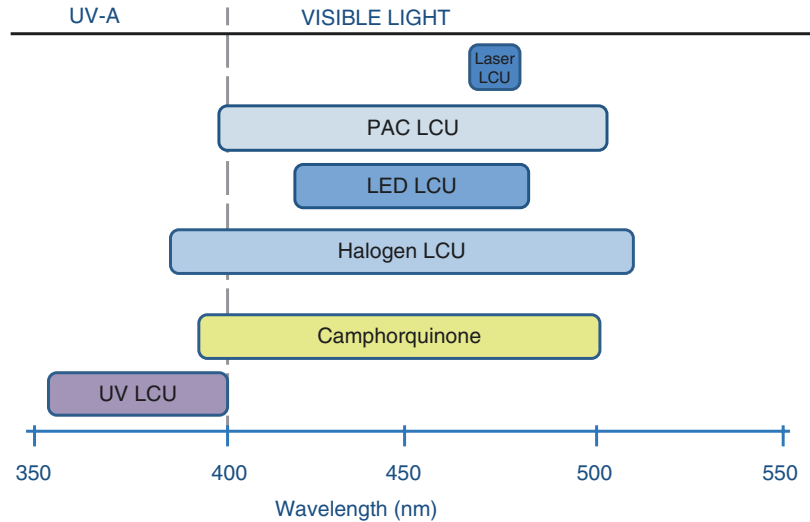 UV-A VISIBLE LIGHT
Laser
LCU
PAC LCU
LED LCU
Halogen LCU
Camphorquinone
UV LCU
350 400 450 500 550
Wavelength (nm)